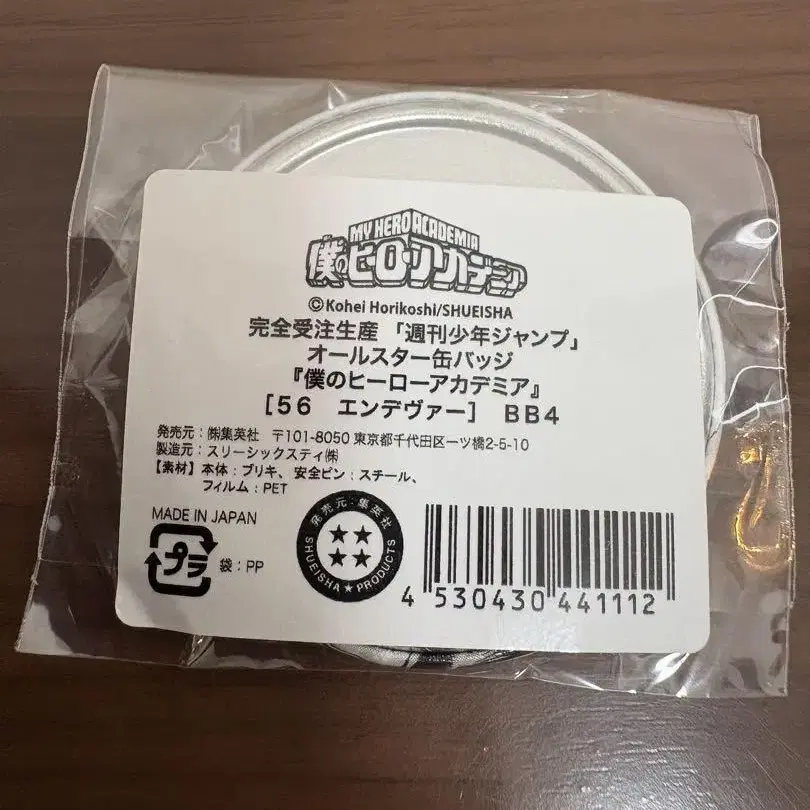 MY HERO ACADEMIA
僕のヒーローアカデミア
©Kohei Horikoshi/SHUEISHA
完全受注生産 「週刊少年ジャンプ」
オールスター缶バッジ
『僕のヒーローアカデミア』
[56 エンデヴァー] BB4
発売元:㈱集英社 〒101-8050 東京都千代田区一ツ橋2-5-10
製造元:スリーシックスティ㈱
【素材】本体:ブリキ、安全ピン:スチール、
フィルム:PET
MADE IN JAPAN
プラ
袋:PP
発売元:集英社
SHUEISHA★PRODUCTS
4 530430 441112